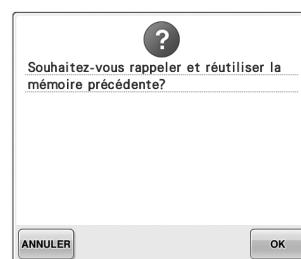 ?
Souhaitez-vous rappeler et réutiliser la
mémoire précédente?
ANNULER
OK